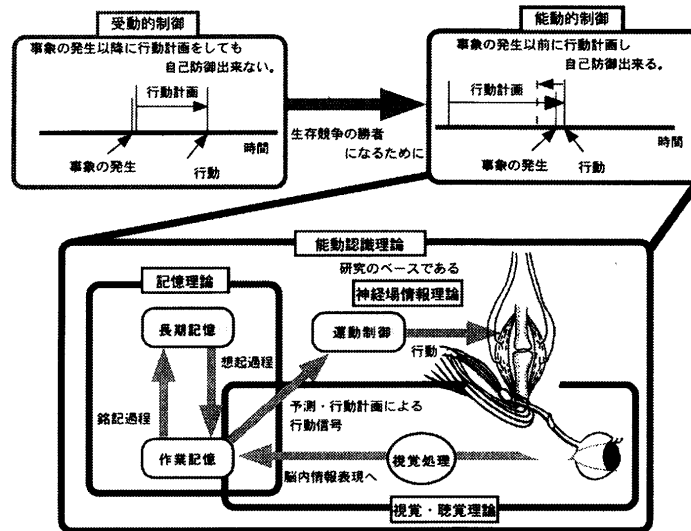 受動的制御
事象の発生以降に行動計画をしても
自己防御出来ない。
行動計画
時間
事象の発生
行動
生存競争の勝者
になるために
能動的制御
事象の発生以前に行動計画し
自己防御出来る。
行動計画
時間
事象の発生
行動
能動認識理論
研究のベースである
神経場情報理論
記憶理論
長期記憶
想起過程
銘記過程
作業記憶
運動制御
行動
予測・行動計画による
行動信号
視覚処理
脳内情報表現へ
視覚・聴覚理論